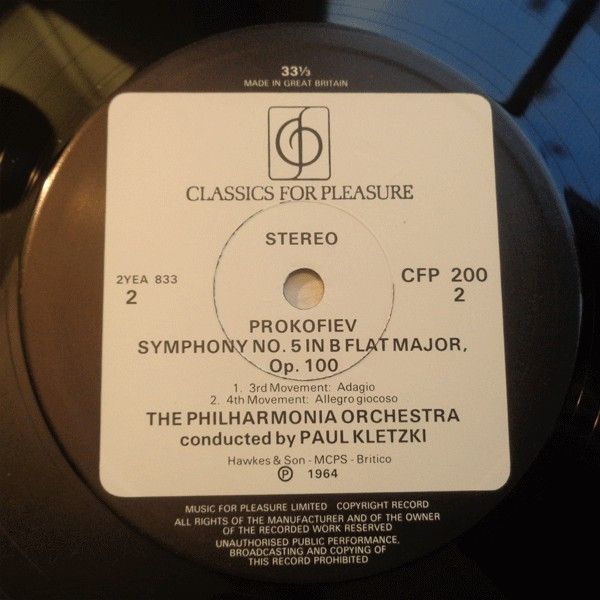 33⅓
MADE IN GREAT BRITAIN
CLASSICS FOR PLEASURE
STEREO
2YEA 833
2
CFP 200
2
PROKOFIEV
SYMPHONY NO. 5 IN B FLAT MAJOR,
Op. 100
1. 3rd Movement: Adagio
2. 4th Movement: Allegro giocoso
THE PHILHARMONIA ORCHESTRA
conducted by PAUL KLETZKI
Hawkes & Son - MCPS - Britico
℗ 1964
MUSIC FOR PLEASURE LIMITED COPYRIGHT RECORD
ALL RIGHTS OF THE MANUFACTURER AND OF THE OWNER
OF THE RECORDED WORK RESERVED
UNAUTHORISED PUBLIC PERFORMANCE,
BROADCASTING AND COPYING OF
THIS RECORD PROHIBITED